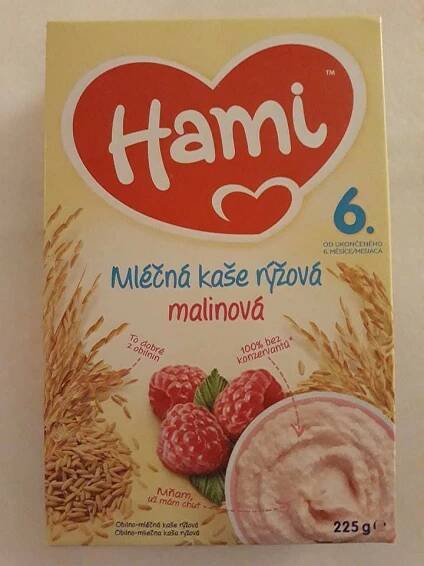 Hami
™
6.
OD UKONČENÉHO
6. MĚSÍCE/MESIACA
Mléčná kaše rýžová
malinová
To dobré
z obilnin
100% bez
konzervantů*
Mňam,
už mám chuť
Obilno-mléčná kaše rýžová
Obilno-mliečna kaša ryžová
225 g